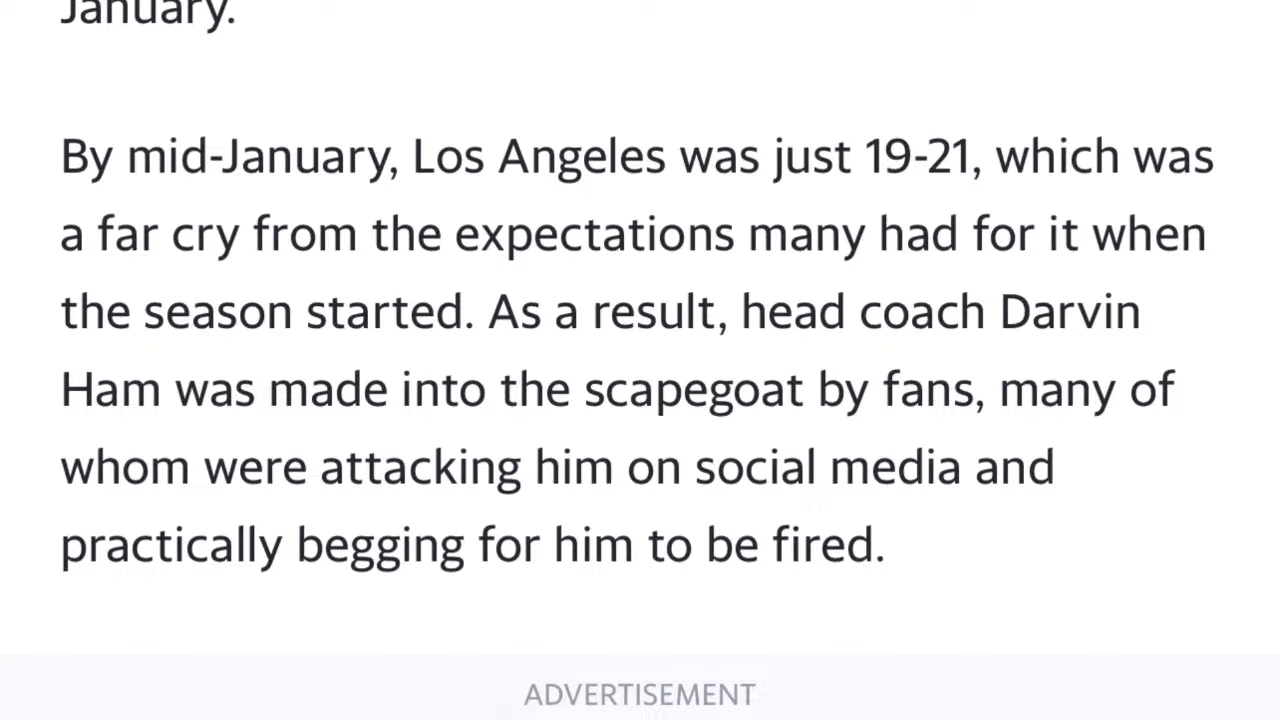 January.
By mid-January, Los Angeles was just 19-21, which was
a far cry from the expectations many had for it when
the season started. As a result, head coach Darvin
Ham was made into the scapegoat by fans, many of
whom were attacking him on social media and
practically begging for him to be fired.
ADVERTISEMENT